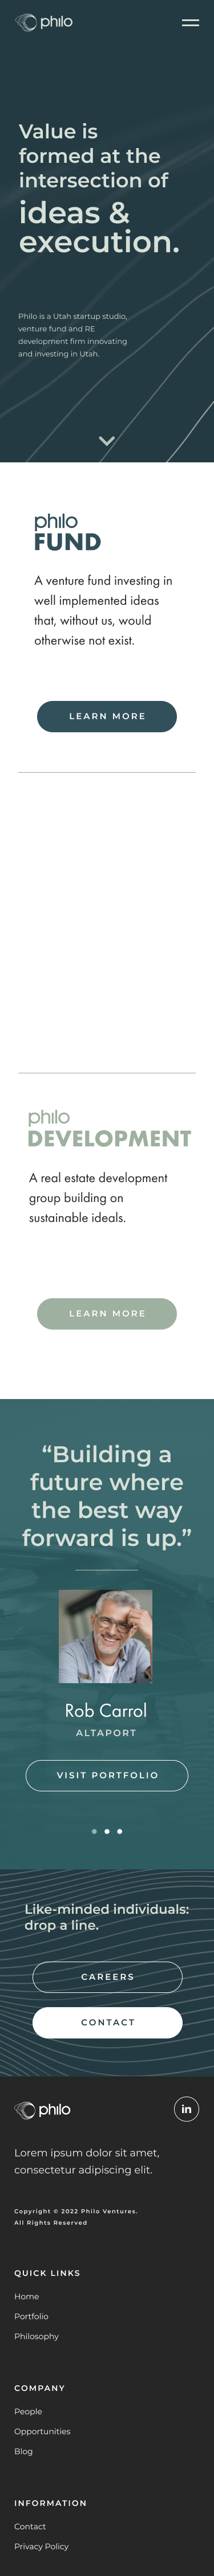 philo
Value is
formed at the
intersection of
ideas &
execution.
Philo is a Utah startup studio,
venture fund and RE
development firm innovating
and investing in Utah.
philo
FUND
A venture fund investing in
well implemented ideas
that, without us, would
otherwise not exist.
LEARN MORE
philo
DEVELOPMENT
A real estate development
group building on
sustainable ideals.
LEARN MORE
“Building a
future where
the best way
forward is up.”
Rob Carrol
ALTAPORT
VISIT PORTFOLIO
Like-minded individuals:
drop a line.
CAREERS
CONTACT
philo
in
Lorem ipsum dolor sit amet,
consectetur adipiscing elit.
Copyright © 2022 Philo Ventures.
All Rights Reserved
QUICK LINKS
Home
Portfolio
Philosophy
COMPANY
People
Opportunities
Blog
INFORMATION
Contact
Privacy Policy